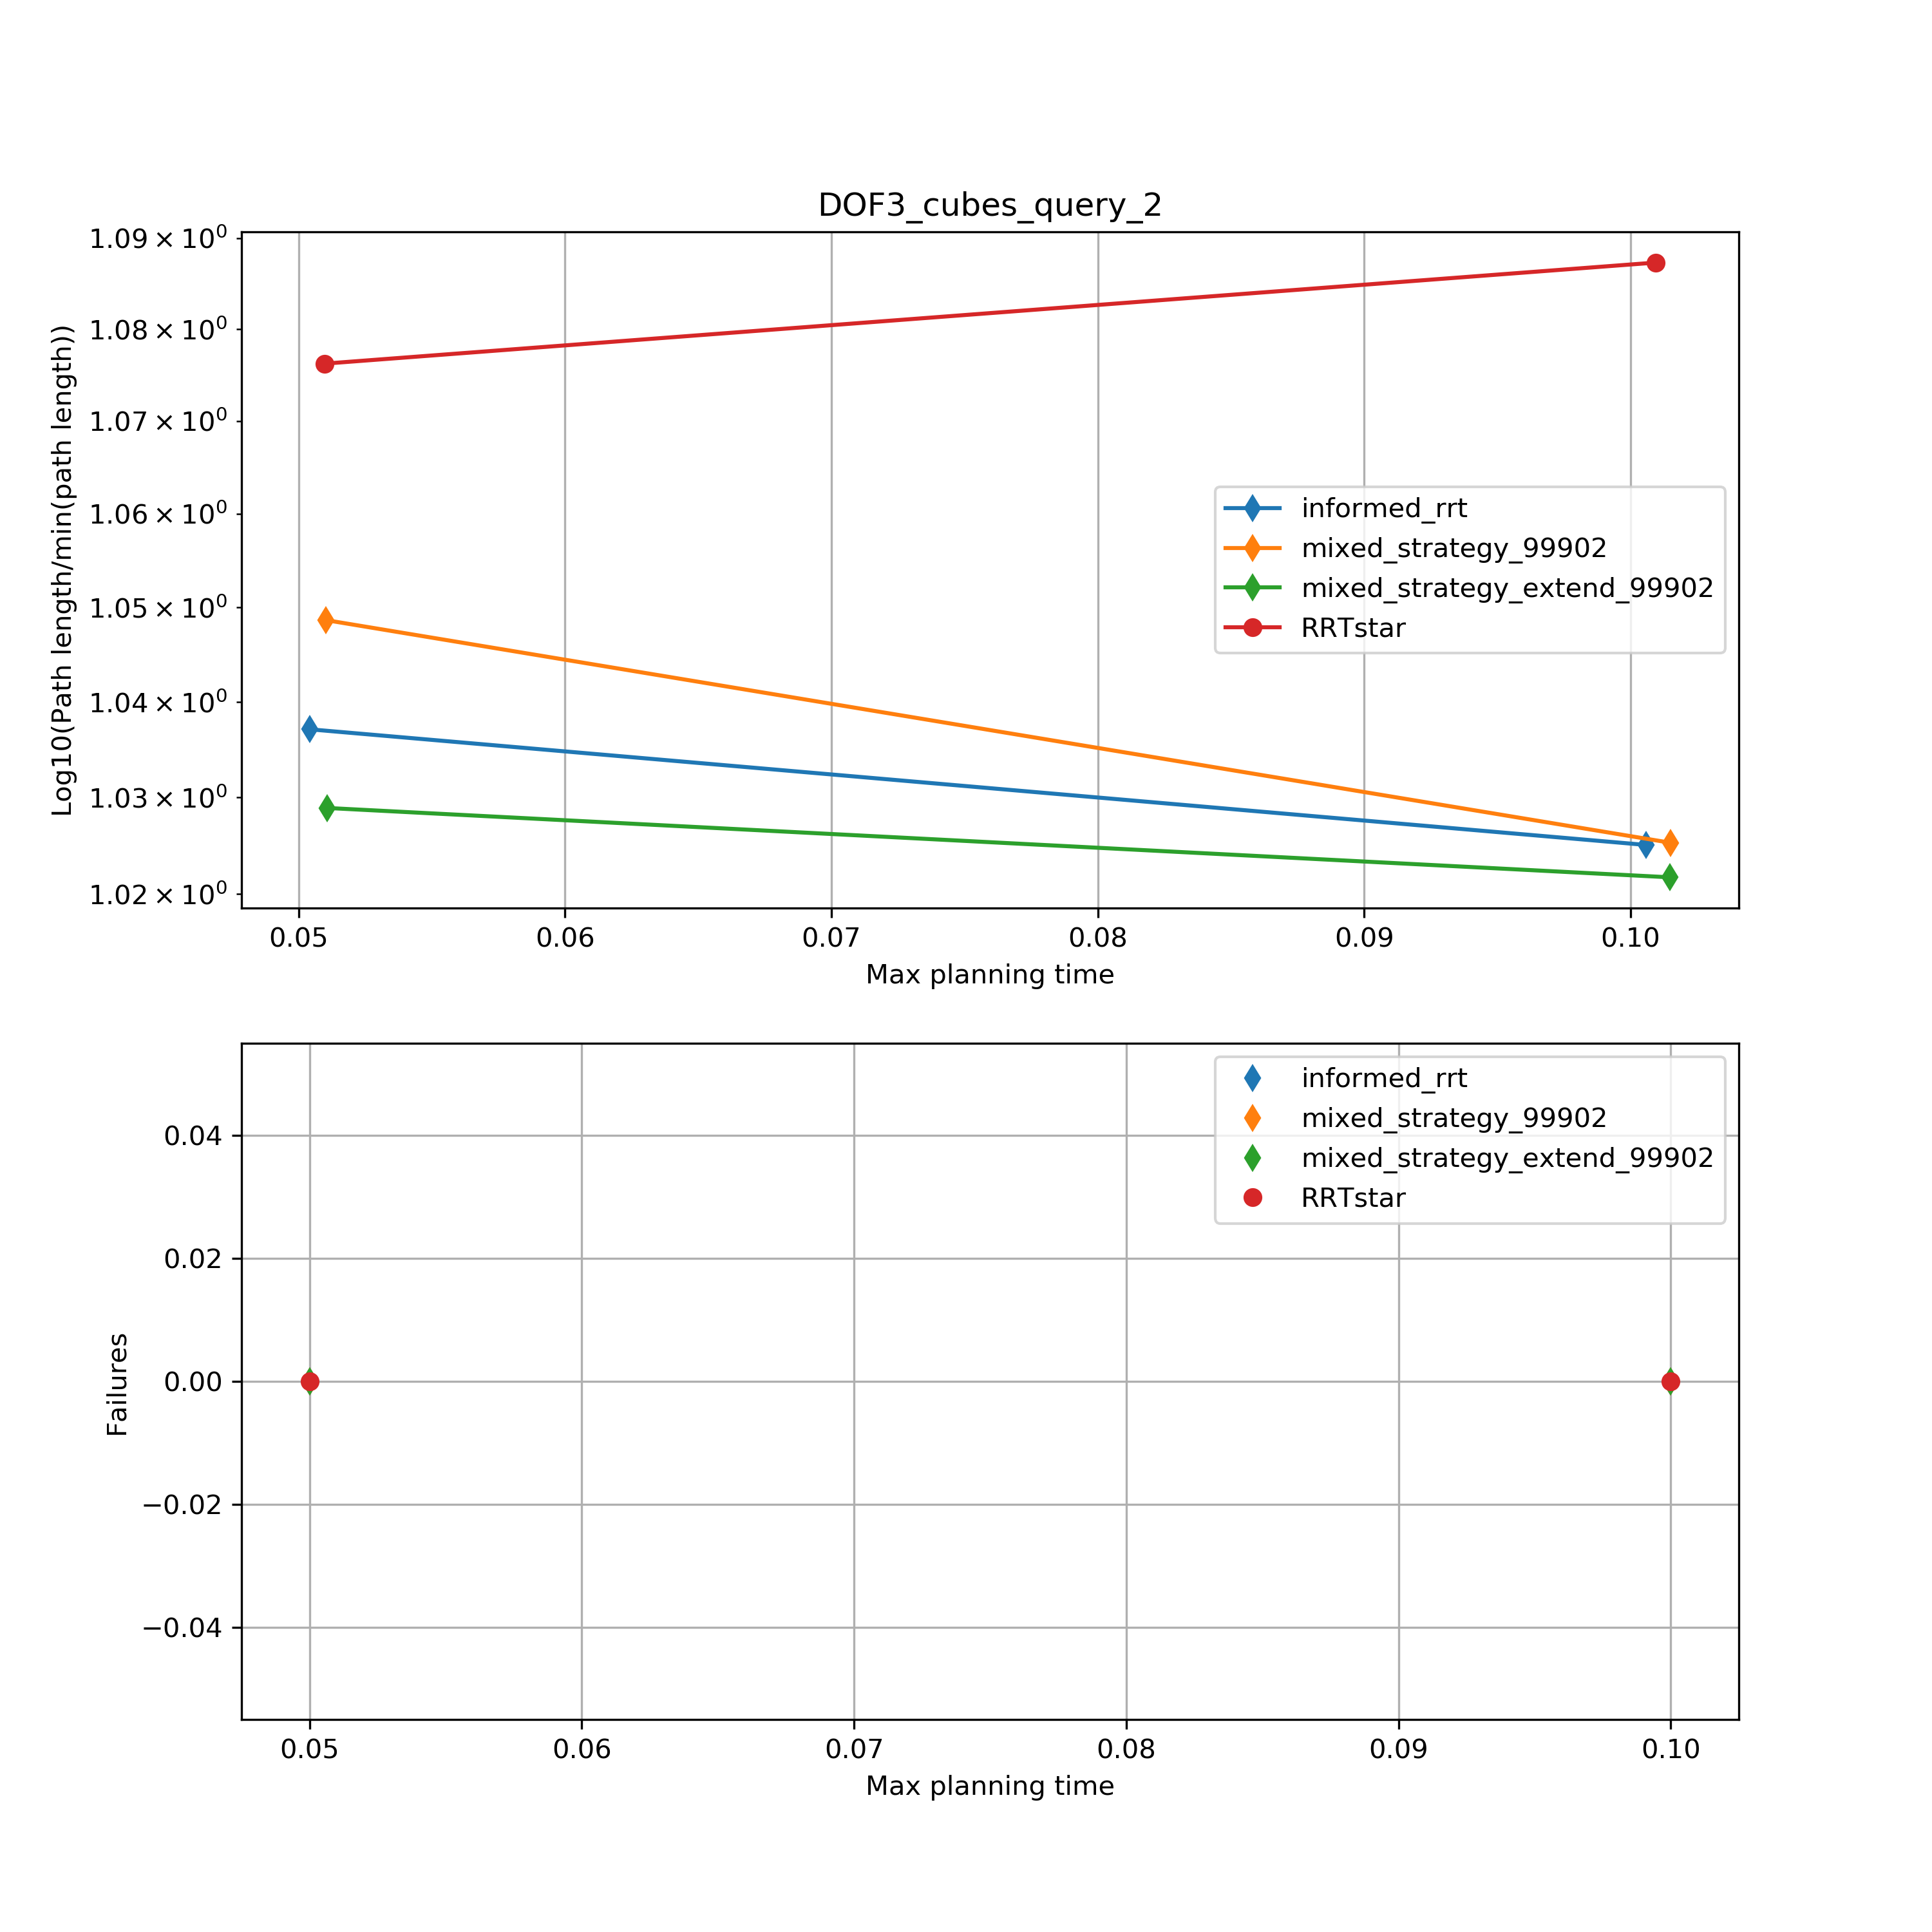 DOF3_cubes_query_2
1.09 × 10⁰
1.08 × 10⁰
1.07 × 10⁰
1.06 × 10⁰
1.05 × 10⁰
1.04 × 10⁰
1.03 × 10⁰
1.02 × 10⁰
Log10(Path length/min(path length))
informed_rrt
mixed_strategy_99902
mixed_strategy_extend_99902
RRTstar
0.05 0.06 0.07 0.08 0.09 0.10
Max planning time
informed_rrt
mixed_strategy_99902
mixed_strategy_extend_99902
RRTstar
0.04
0.02
0.00
−0.02
−0.04
Failures
0.05 0.06 0.07 0.08 0.09 0.10
Max planning time